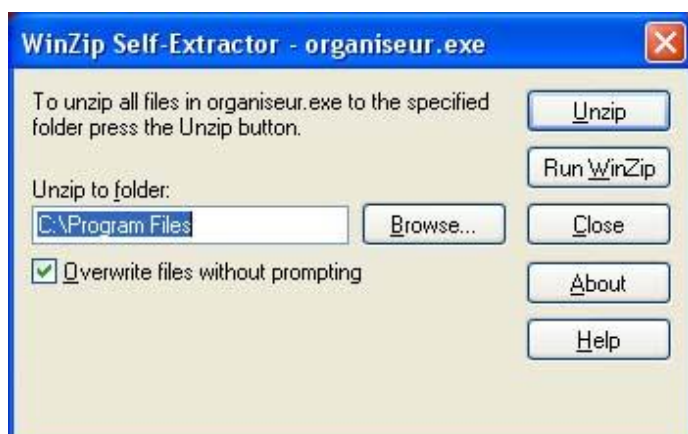 WinZip Self-Extractor - organiseur.exe
To unzip all files in organiseur.exe to the specified
folder press the Unzip button.
Unzip to folder:
C:\Program Files
Browse...
Overwrite files without prompting
Unzip
Run WinZip
Close
About
Help